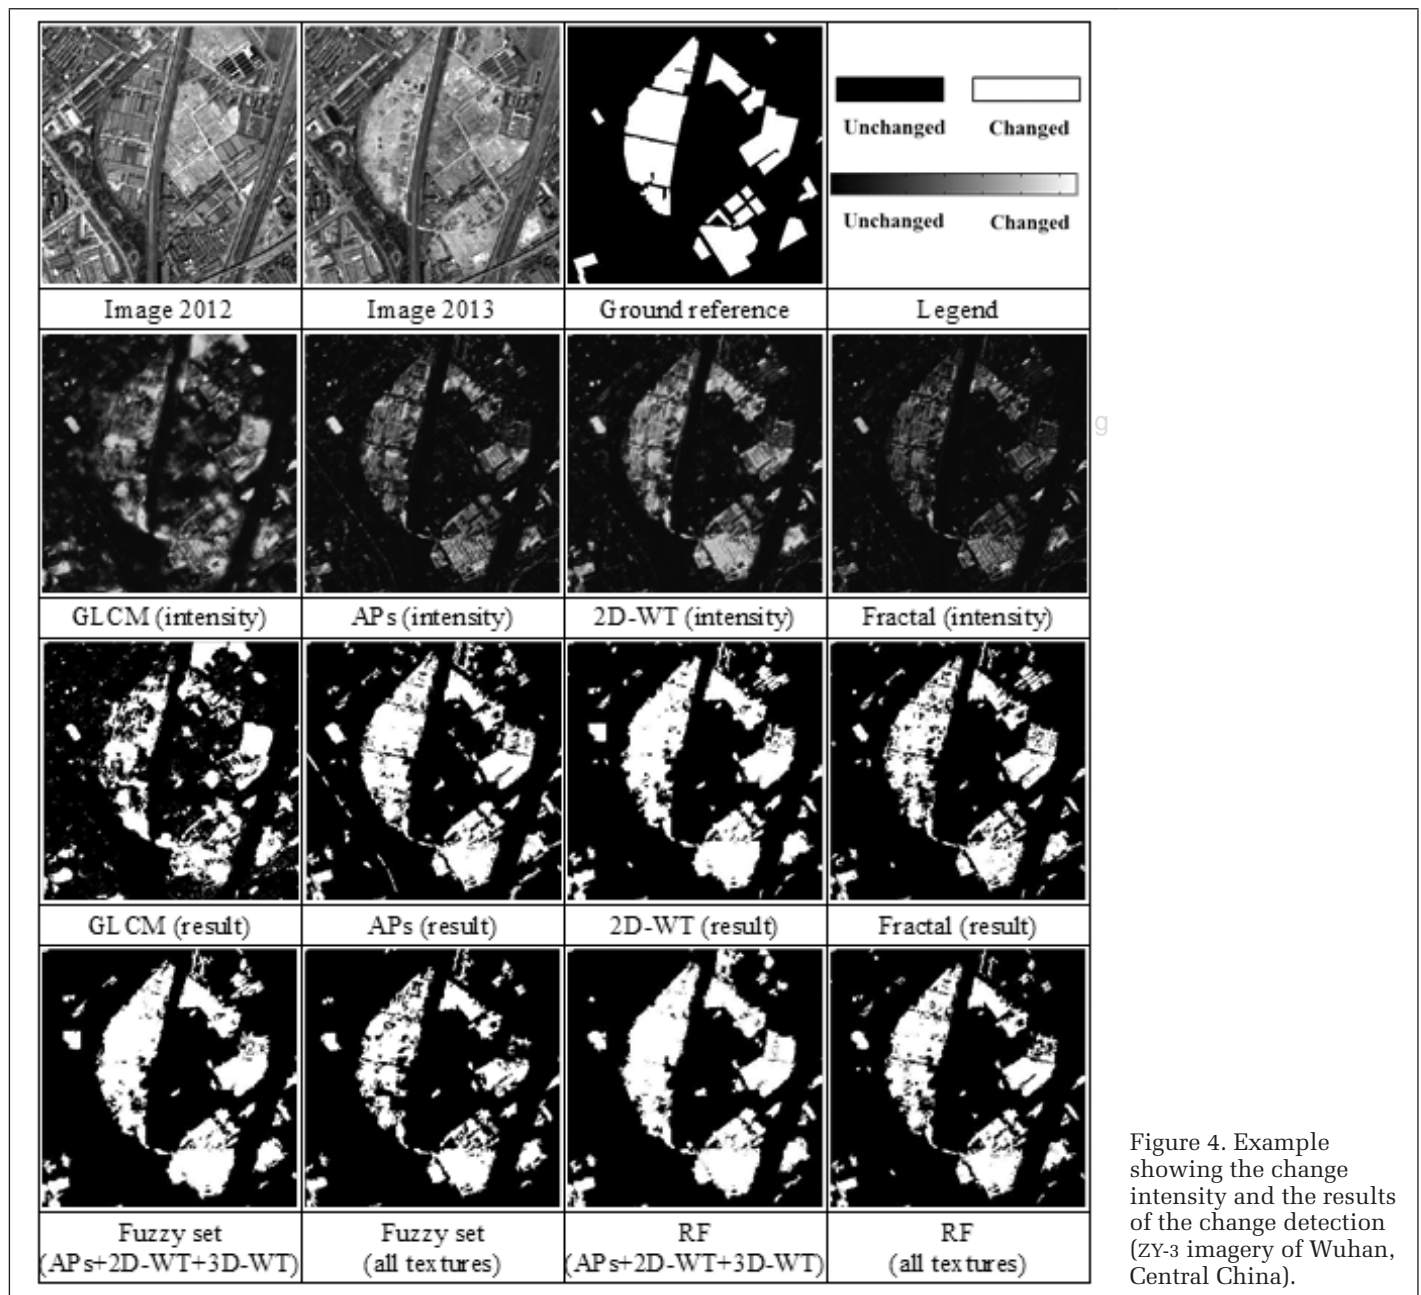 Unchanged
Changed
Unchanged
Changed
Image 2012
Image 2013
Ground reference
Legend
g
GLCM (intensity)
APs (intensity)
2D-WT (intensity)
Fractal (intensity)
GLCM (result)
APs (result)
2D-WT (result)
Fractal (result)
Fuzzy set
(APs+2D-WT+3D-WT)
Fuzzy set
(all textures)
RF
(APs+2D-WT+3D-WT)
RF
(all textures)
Figure 4. Example
showing the change
intensity and the results
of the change detection
(ZY-3 imagery of Wuhan,
Central China).